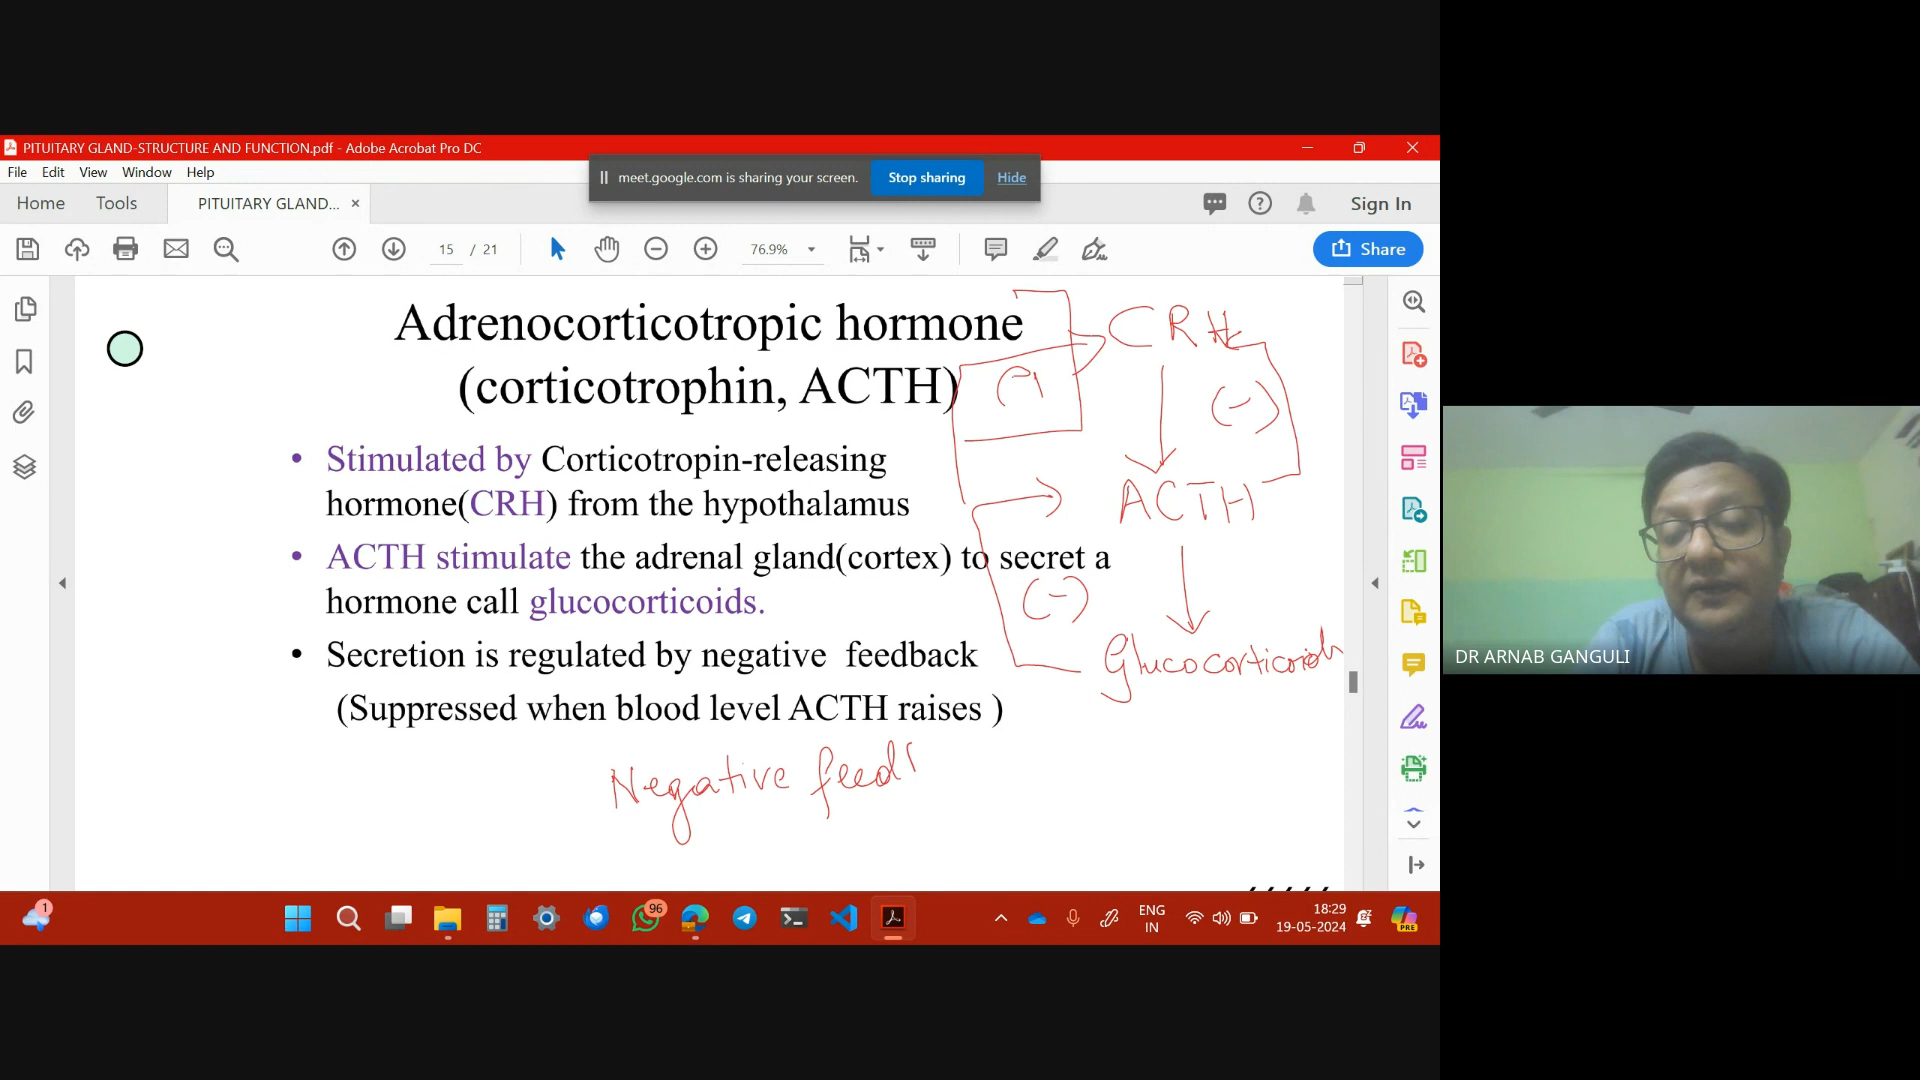 PITUITARY GLAND-STRUCTURE AND FUNCTION.pdf - Adobe Acrobat Pro DC
File Edit View Window Help
meet.google.com is sharing your screen. Stop sharing Hide
Home Tools PITUITARY GLAND... × Sign In
15 / 21 76.9% Share
Adrenocorticotropic hormone
(corticotrophin, ACTH)
• Stimulated by Corticotropin-releasing
hormone(CRH) from the hypothalamus
• ACTH stimulate the adrenal gland(cortex) to secret a
hormone call glucocorticoids.
• Secretion is regulated by negative feedback
(Suppressed when blood level ACTH raises )
CRH
(-)
ACTH
(-)
Glucocorticoids
Negative feed
DR ARNAB GANGULI
1
96
ENG
IN
18:29
19-05-2024
PRE